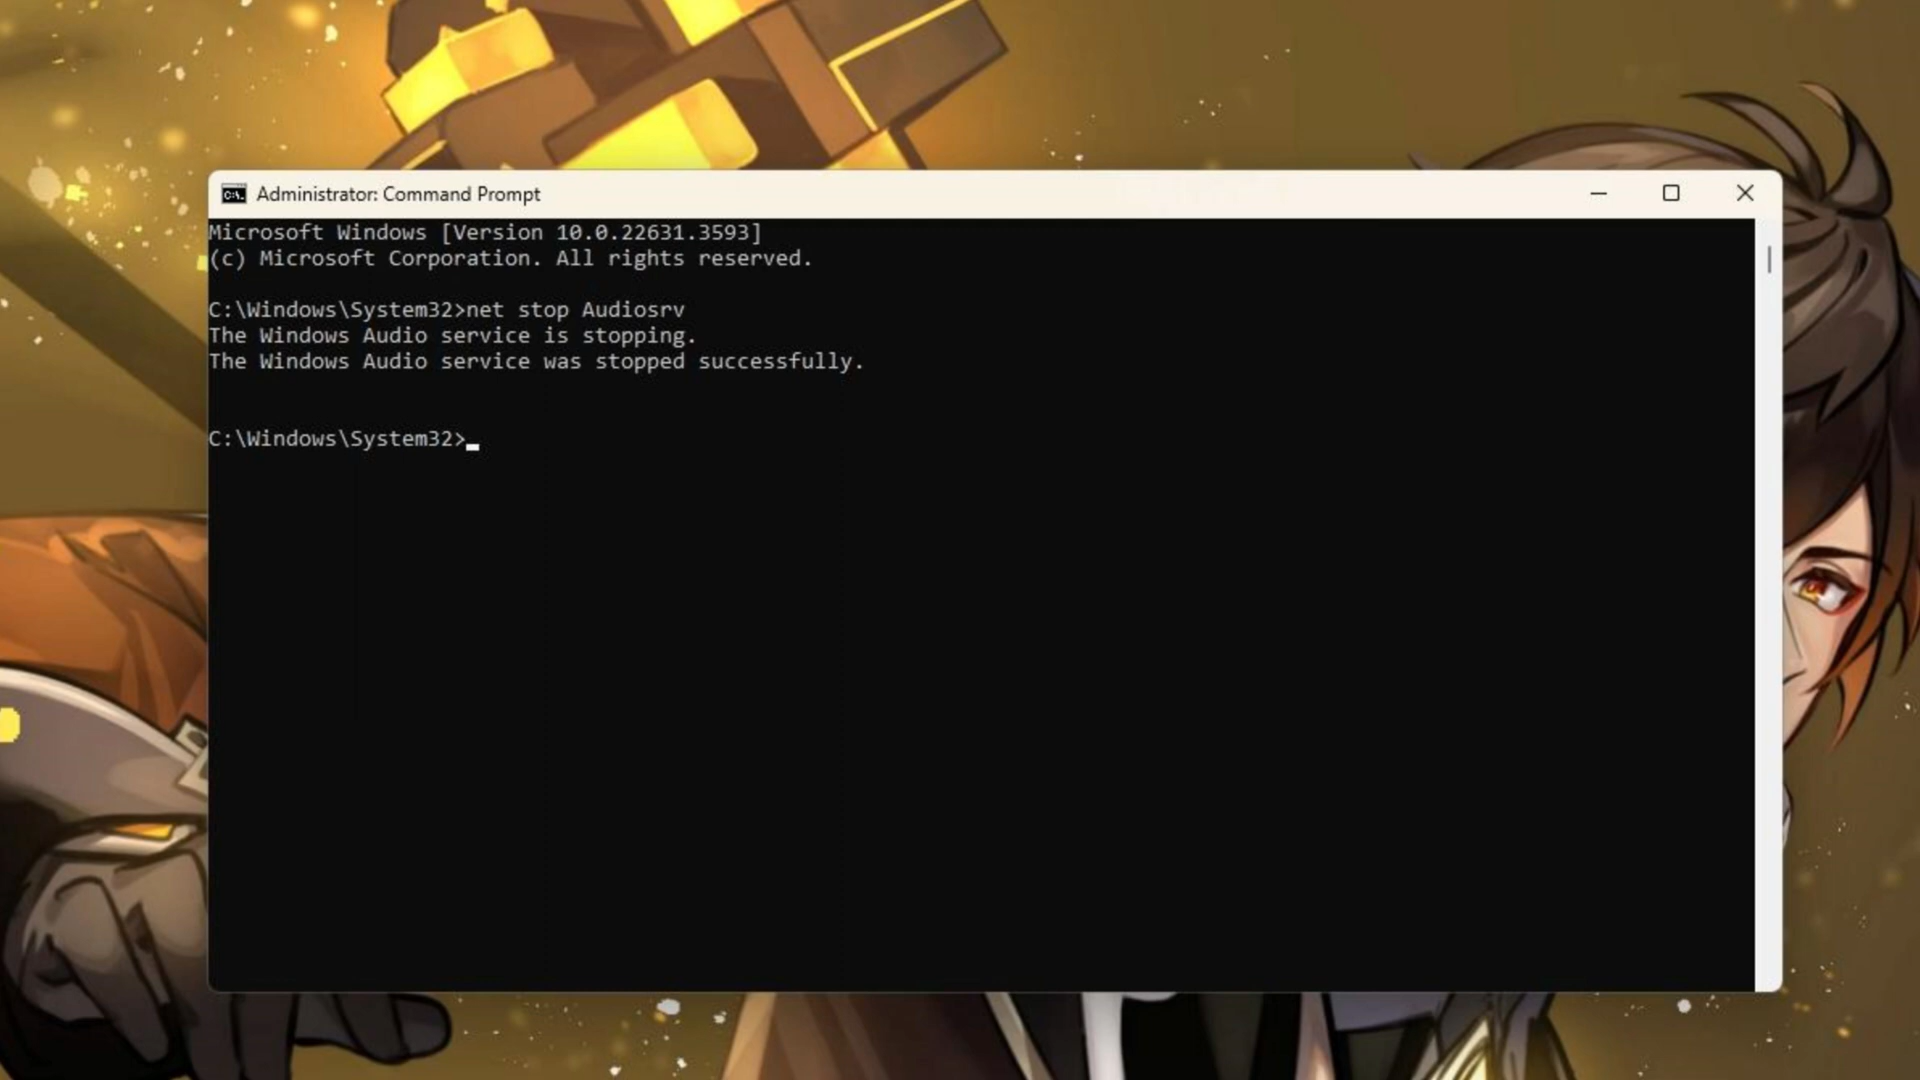 Administrator: Command Prompt
Microsoft Windows [Version 10.0.22631.3593]
(c) Microsoft Corporation. All rights reserved.
C:\Windows\System32>net stop Audiosrv
The Windows Audio service is stopping.
The Windows Audio service was stopped successfully.
C:\Windows\System32>